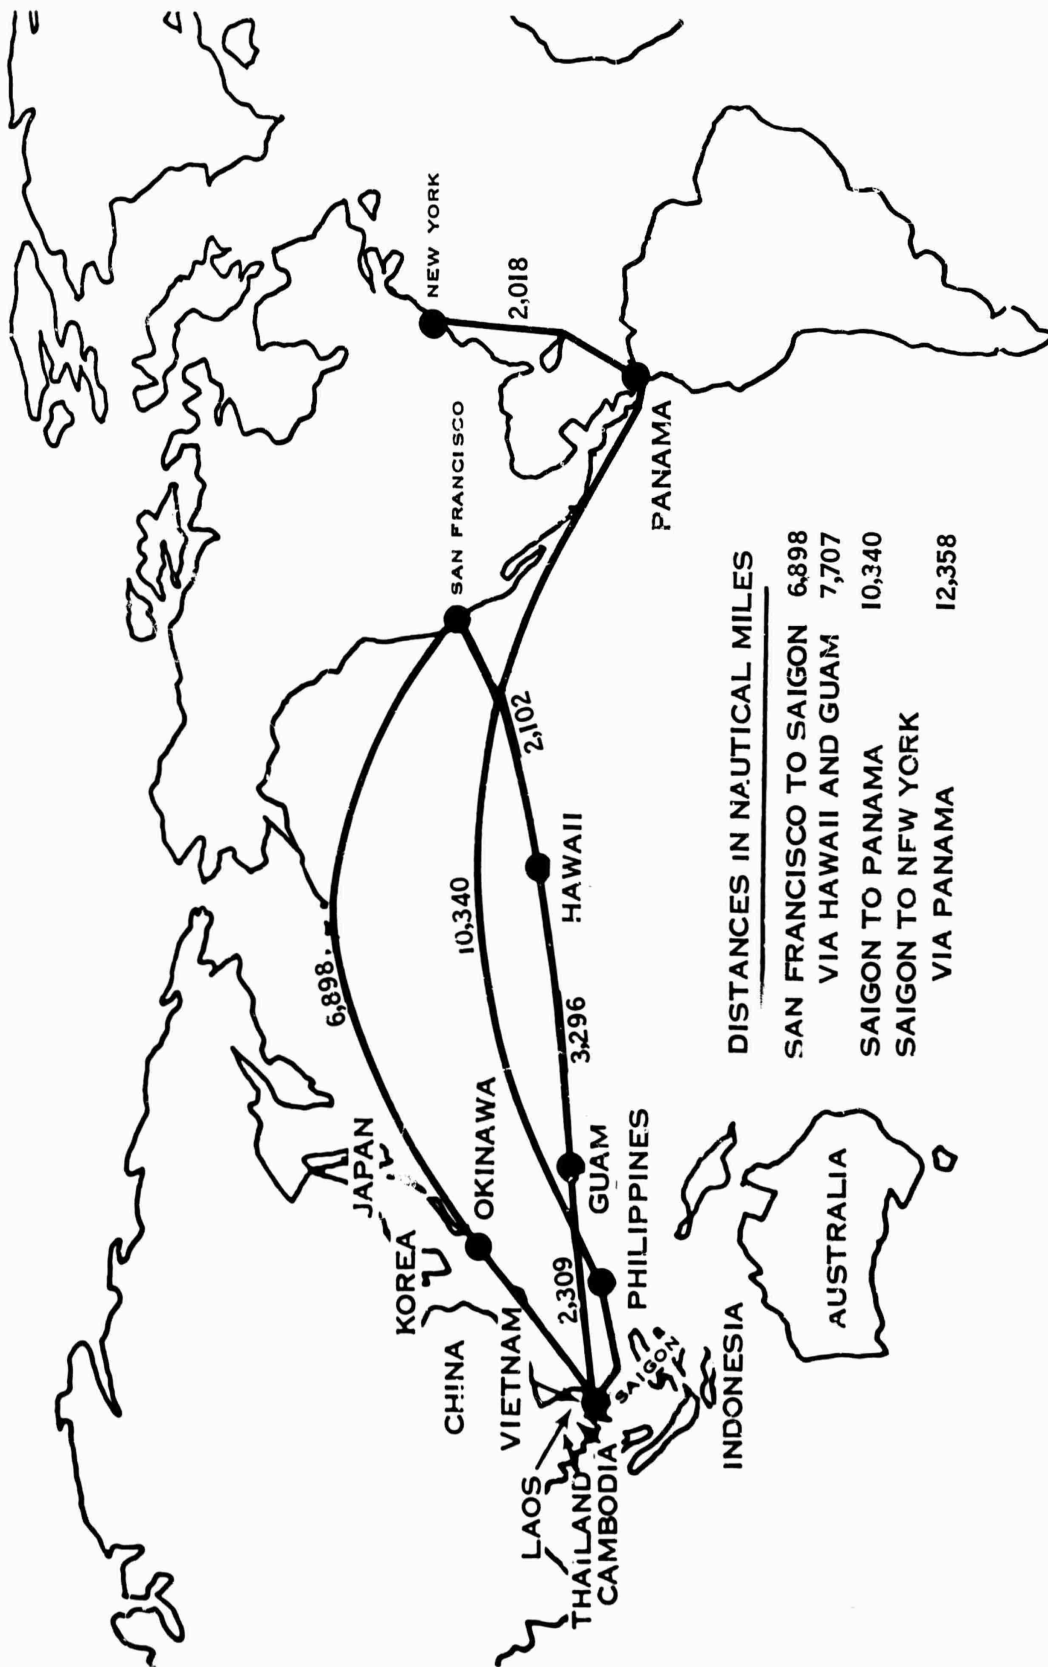 NEW YORK
2,018
SAN FRANCISCO
PANAMA
2,102
HAWAII
10,340
6,898
3,296
OKINAWA
JAPAN
GUAM
PHILIPPINES
KOREA
2,309
CHINA
VIETNAM
SAIGON
LAOS
THAILAND
CAMBODIA
INDONESIA
AUSTRALIA
DISTANCES IN NAUTICAL MILES
SAN FRANCISCO TO SAIGON 6,898
VIA HAWAII AND GUAM 7,707
SAIGON TO PANAMA 10,340
SAIGON TO NFW YORK
VIA PANAMA 12,358